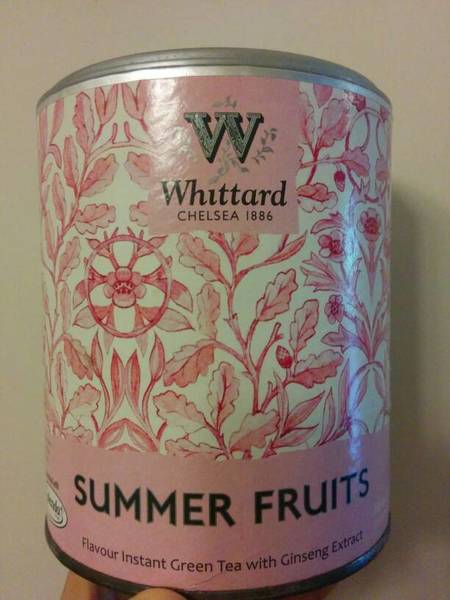 W
Whittard
CHELSEA 1886
SUMMER FRUITS
Flavour Instant Green Tea with Ginseng Extract